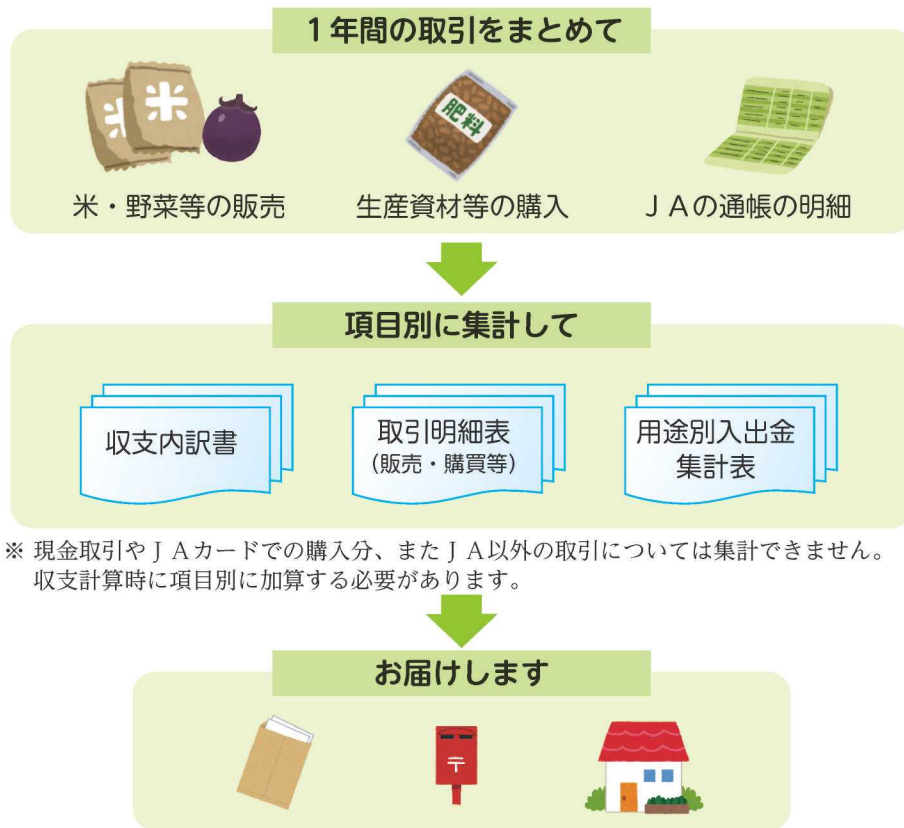 1年間の取引をまとめて
米
肥料
米・野菜等の販売
生産資材等の購入
JAの通帳の明細
項目別に集計して
収支内訳書
取引明細表
(販売・購買等)
用途別入出金
集計表
※ 現金取引やJAカードでの購入分、またJA以外の取引については集計できません。
収支計算時に項目別に加算する必要があります。
お届けします
〒